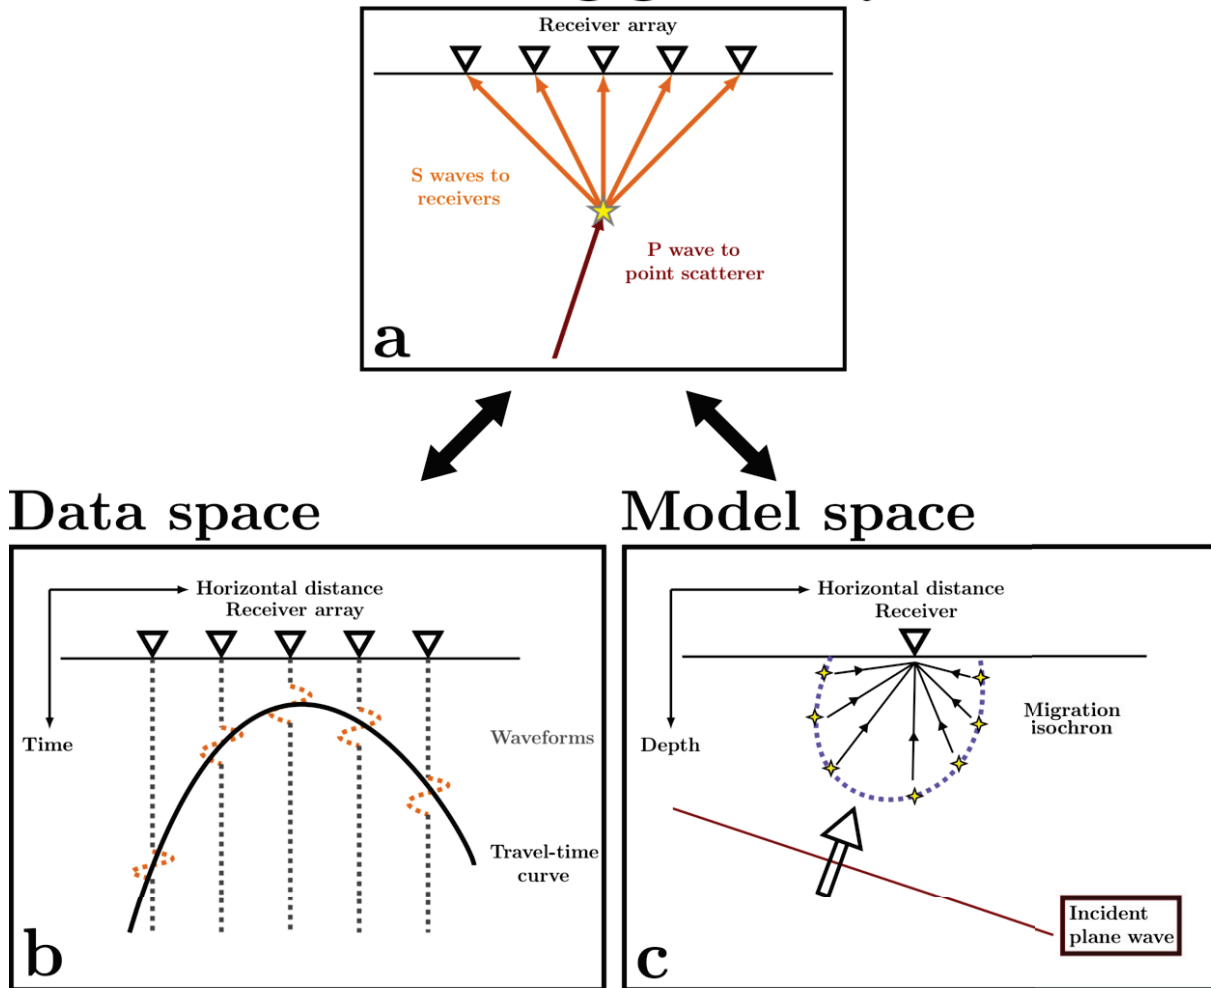 Receiver array
S waves to
receivers
P wave to
point scatterer
a
Data space
Horizontal distance
Receiver array
Time
Waveforms
Travel-time
curve
b
Model space
Horizontal distance
Receiver
Depth
Migration
isochron
Incident
plane wave
c